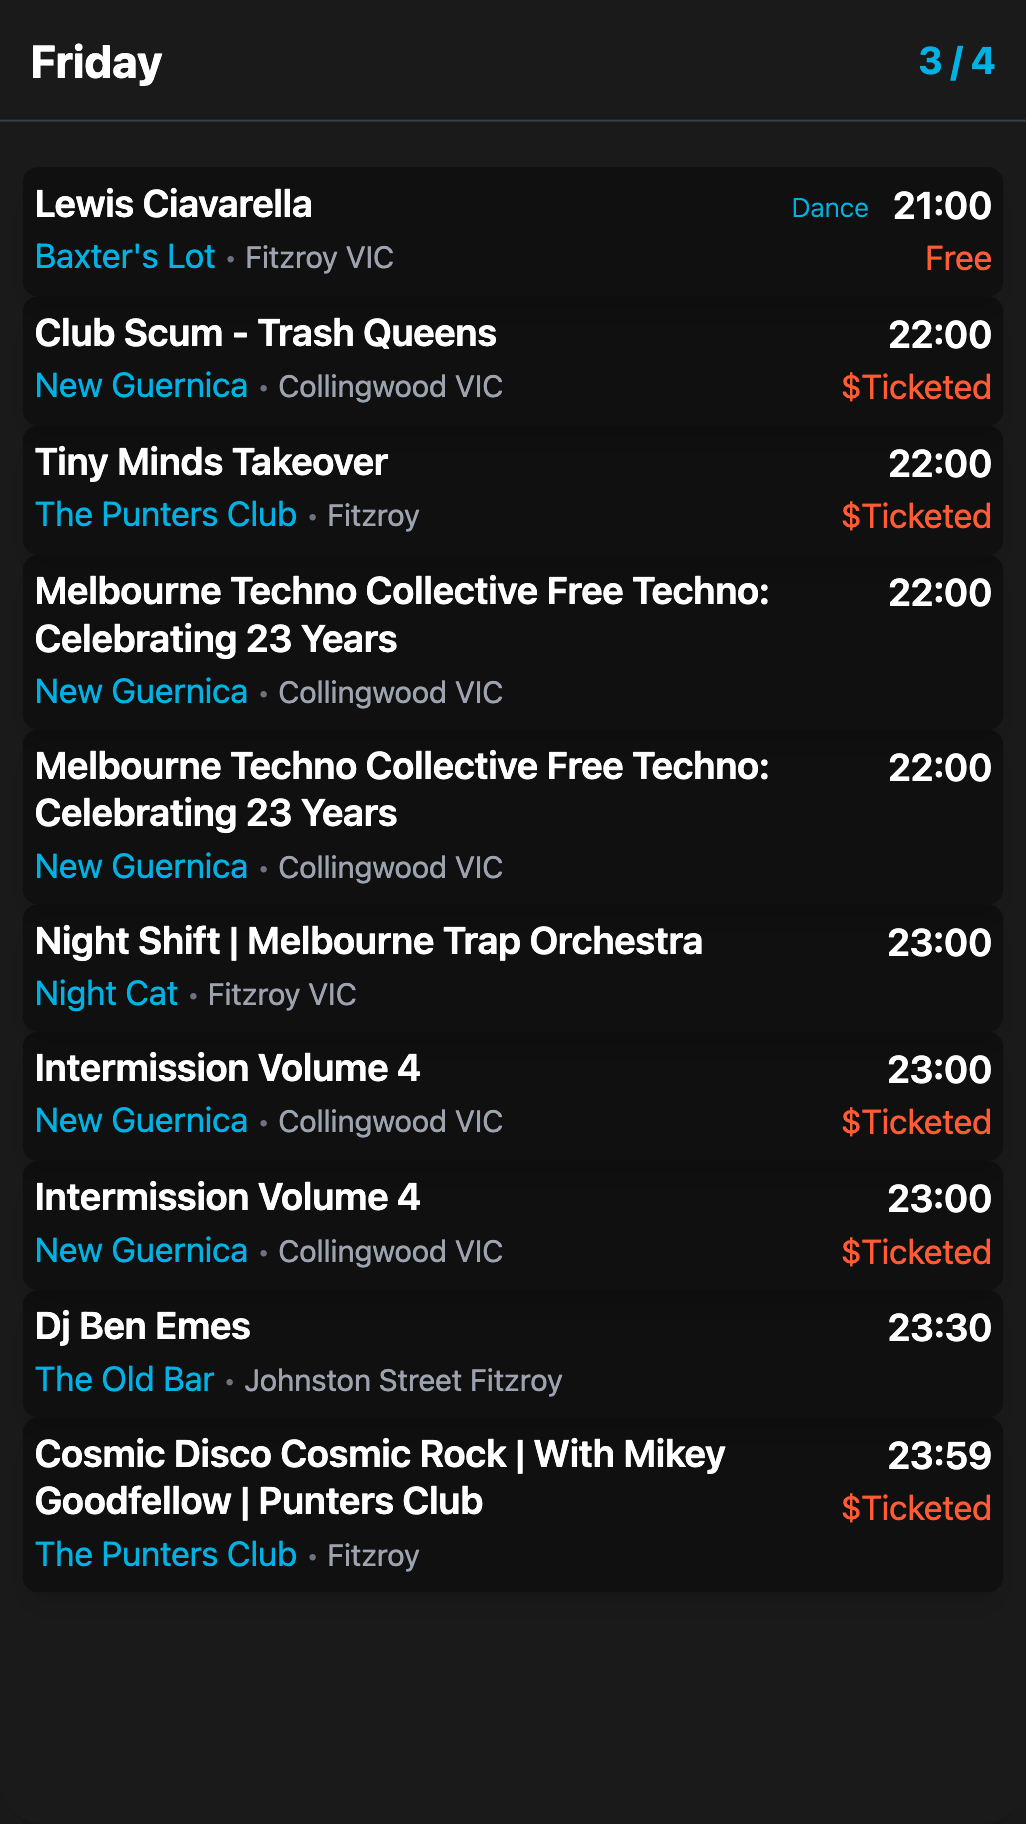 Friday 3 / 4
Lewis Ciavarella Dance 21:00
Baxter's Lot • Fitzroy VIC Free
Club Scum - Trash Queens 22:00
New Guernica • Collingwood VIC $Ticketed
Tiny Minds Takeover 22:00
The Punters Club • Fitzroy $Ticketed
Melbourne Techno Collective Free Techno: 22:00
Celebrating 23 Years
New Guernica • Collingwood VIC
Melbourne Techno Collective Free Techno: 22:00
Celebrating 23 Years
New Guernica • Collingwood VIC
Night Shift | Melbourne Trap Orchestra 23:00
Night Cat • Fitzroy VIC
Intermission Volume 4 23:00
New Guernica • Collingwood VIC $Ticketed
Intermission Volume 4 23:00
New Guernica • Collingwood VIC $Ticketed
Dj Ben Emes 23:30
The Old Bar • Johnston Street Fitzroy
Cosmic Disco Cosmic Rock | With Mikey 23:59
Goodfellow | Punters Club $Ticketed
The Punters Club • Fitzroy